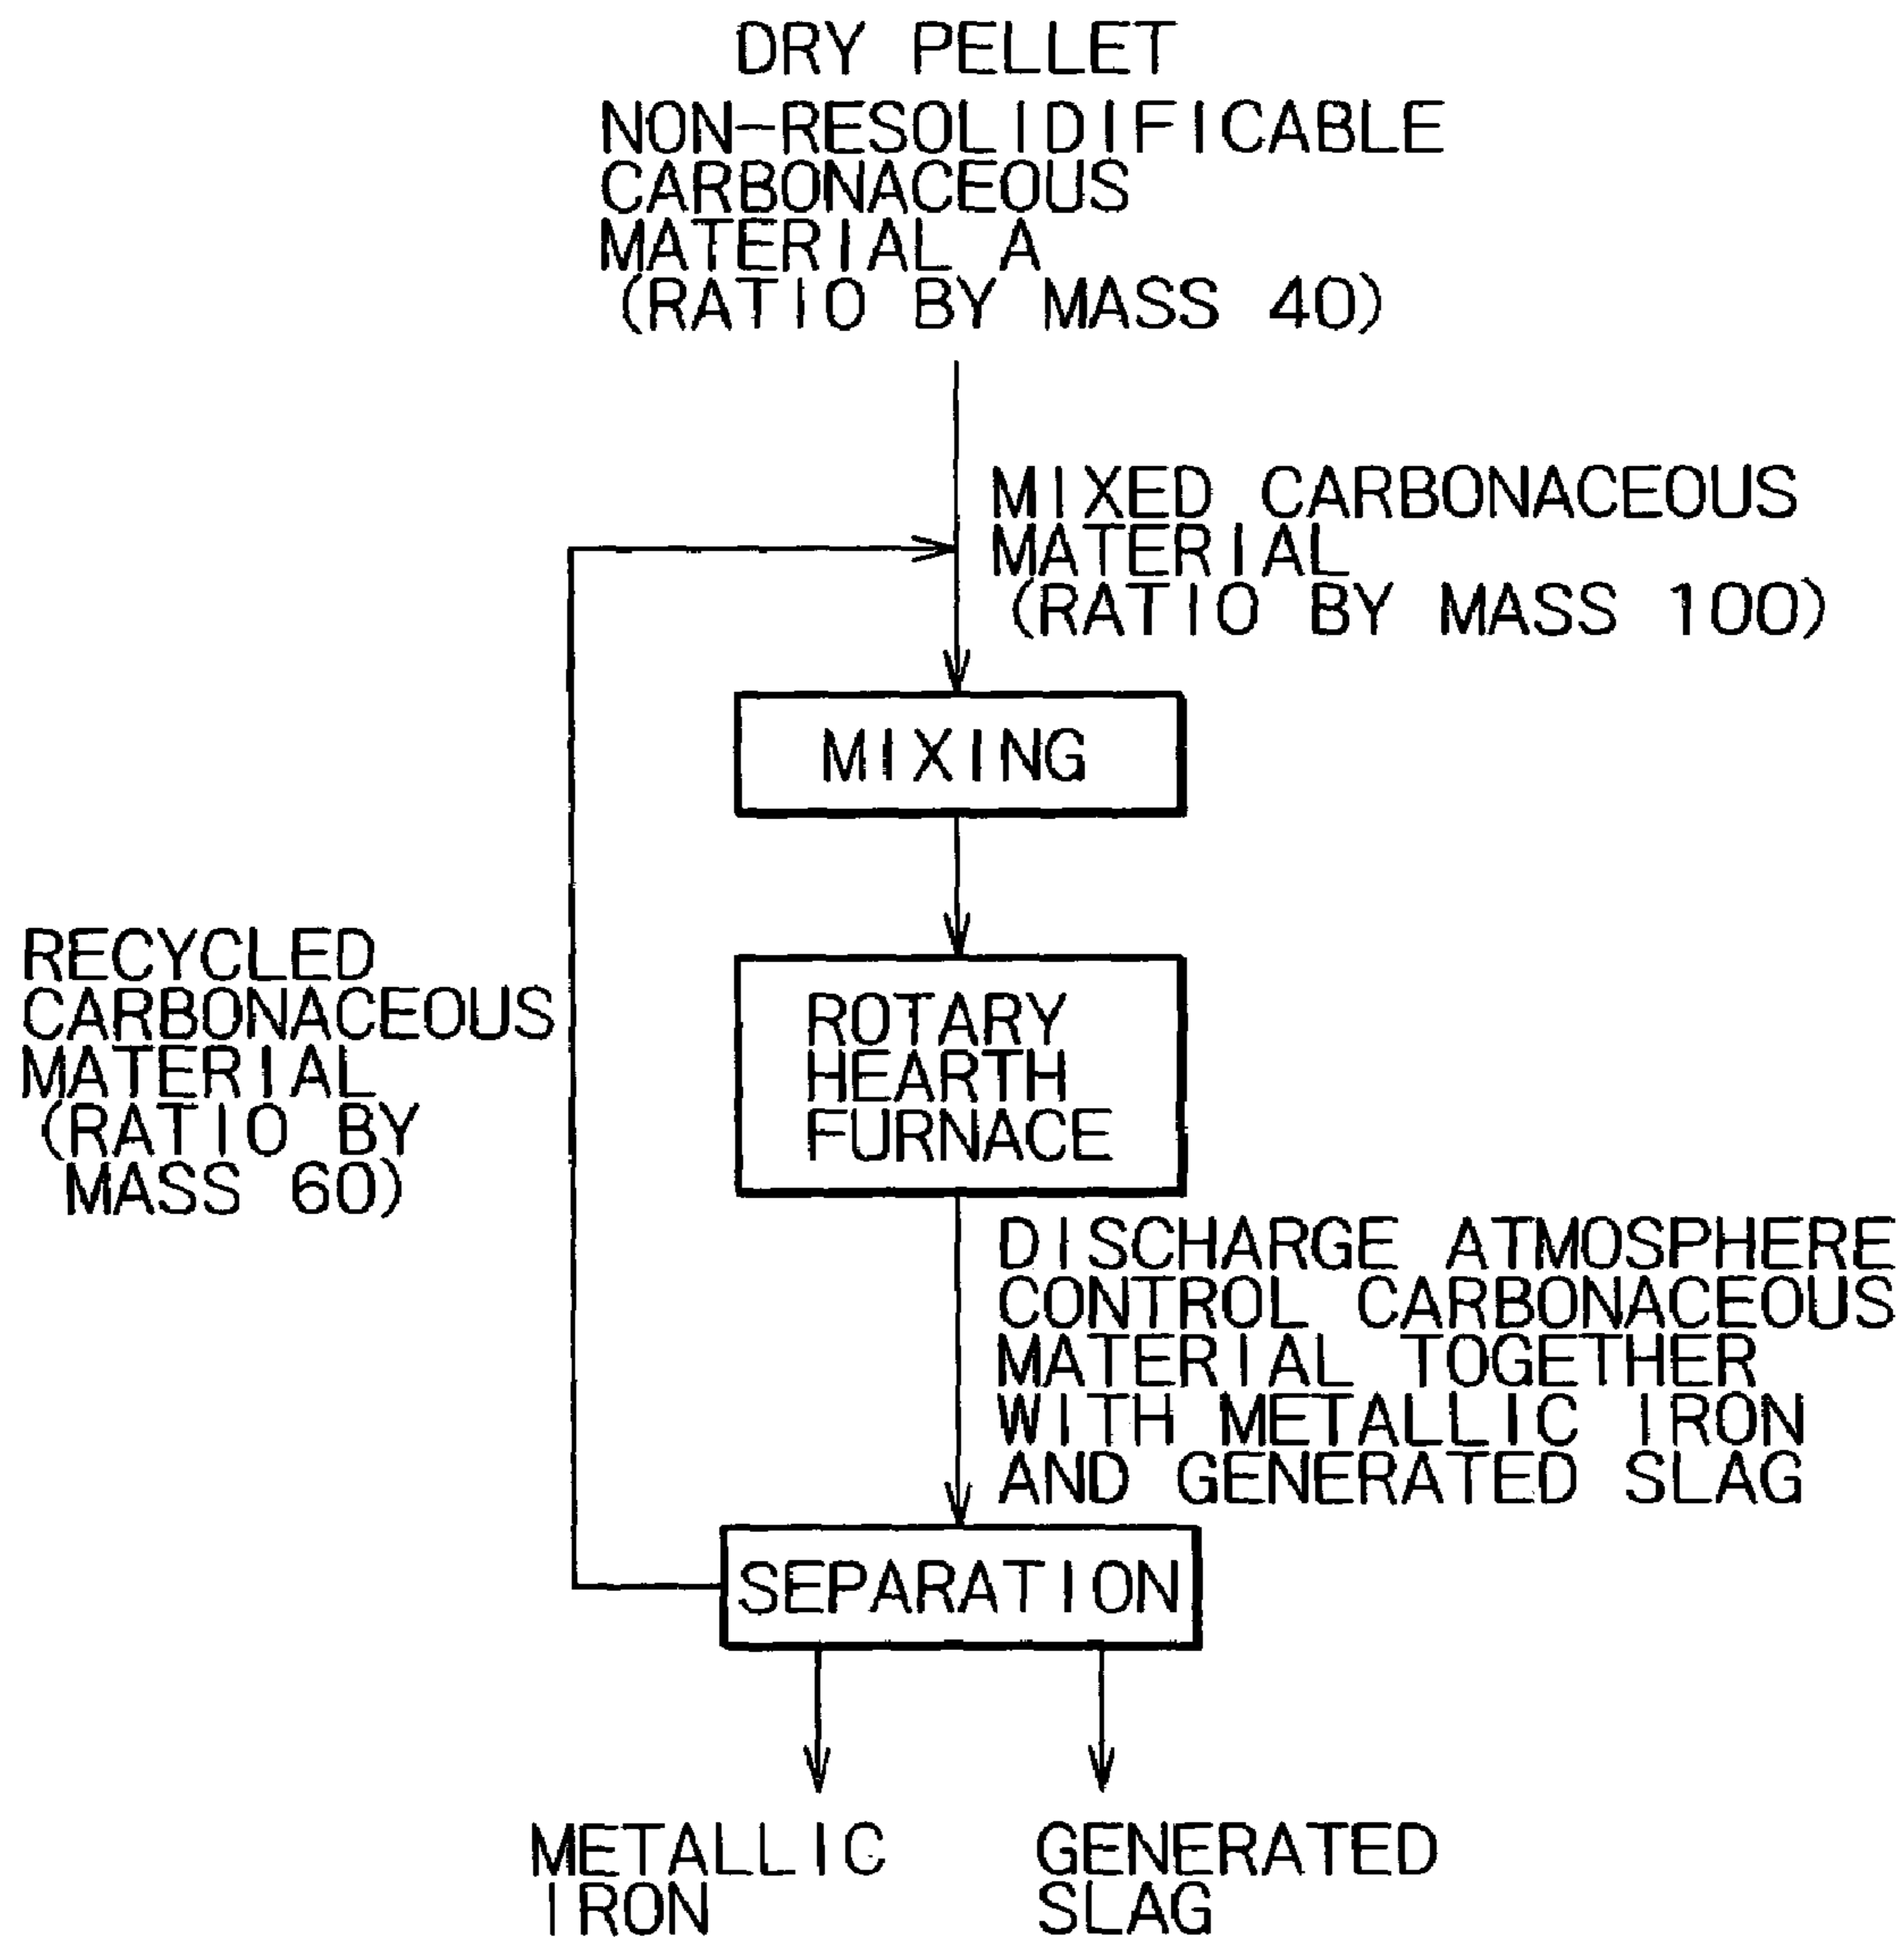 DRY PELLET
NON-RESOLIDIFICABLE
CARBONACEOUS
MATERIAL A
(RATIO BY MASS 40)
MIXED CARBONACEOUS
MATERIAL
(RATIO BY MASS 100)
MIXING
RECYCLED
CARBONACEOUS
MATERIAL
(RATIO BY
MASS 60)
ROTARY
HEARTH
FURNACE
DISCHARGE ATMOSPHERE
CONTROL CARBONACEOUS
MATERIAL TOGETHER
WITH METALLIC IRON
AND GENERATED SLAG
SEPARATION
METALLIC
IRON
GENERATED
SLAG